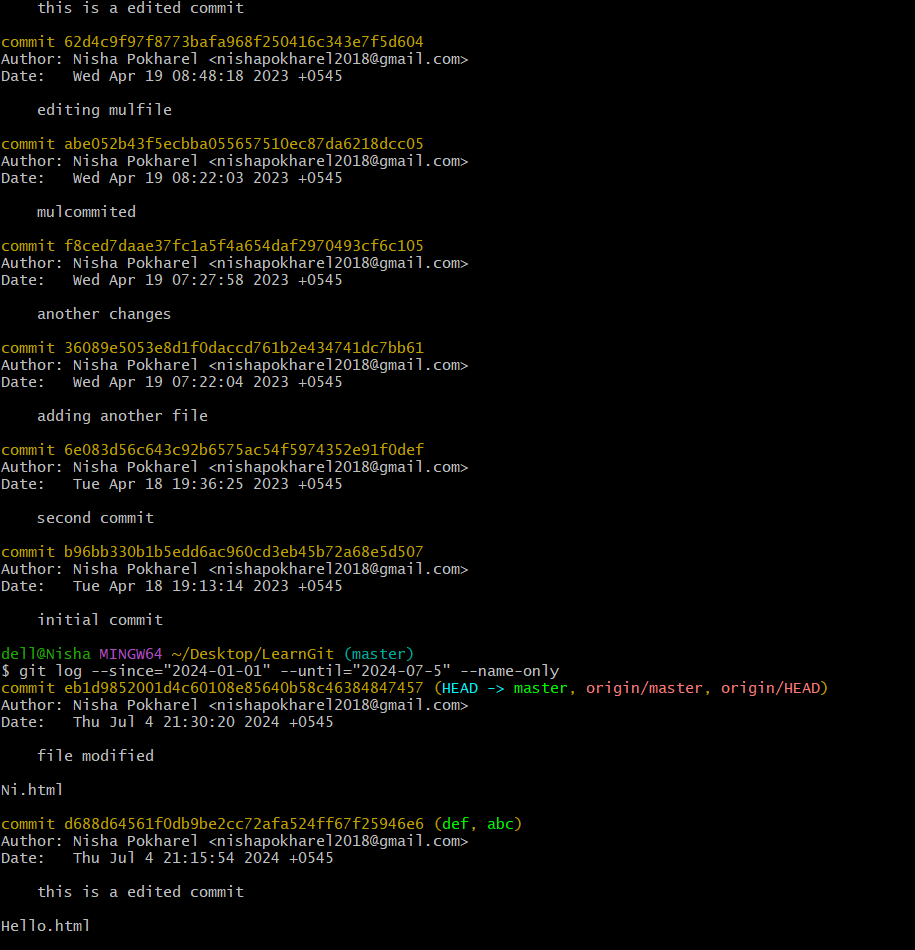 this is a edited commit
commit 62d4c9f97f8773bafa968f250416c343e7f5d604
Author: Nisha Pokharel <nishapokharel2018@gmail.com>
Date:   Wed Apr 19 08:48:18 2023 +0545
editing mulfile
commit abe052b43f5ecbba055657510ec87da6218dcc05
Author: Nisha Pokharel <nishapokharel2018@gmail.com>
Date:   Wed Apr 19 08:22:03 2023 +0545
mulcommited
commit f8ced7daae37fc1a5f4a654daf2970493cf6c105
Author: Nisha Pokharel <nishapokharel2018@gmail.com>
Date:   Wed Apr 19 07:27:58 2023 +0545
another changes
commit 36089e5053e8d1f0daccd761b2e434741dc7bb61
Author: Nisha Pokharel <nishapokharel2018@gmail.com>
Date:   Wed Apr 19 07:22:04 2023 +0545
adding another file
commit 6e083d56c643c92b6575ac54f5974352e91f0def
Author: Nisha Pokharel <nishapokharel2018@gmail.com>
Date:   Tue Apr 18 19:36:25 2023 +0545
second commit
commit b96bb330b1b5edd6ac960cd3eb45b72a68e5d507
Author: Nisha Pokharel <nishapokharel2018@gmail.com>
Date:   Tue Apr 18 19:13:14 2023 +0545
initial commit
dell@Nisha MINGW64 ~/Desktop/LearnGit (master)
$ git log --since="2024-01-01" --until="2024-07-5" --name-only
commit eb1d9852001d4c60108e85640b58c46384847457 (HEAD -> master, origin/master, origin/HEAD)
Author: Nisha Pokharel <nishapokharel2018@gmail.com>
Date:   Thu Jul 4 21:30:20 2024 +0545
file modified
Ni.html
commit d688d64561f0db9be2cc72afa524ff67f25946e6 (def, abc)
Author: Nisha Pokharel <nishapokharel2018@gmail.com>
Date:   Thu Jul 4 21:15:54 2024 +0545
this is a edited commit
Hello.html